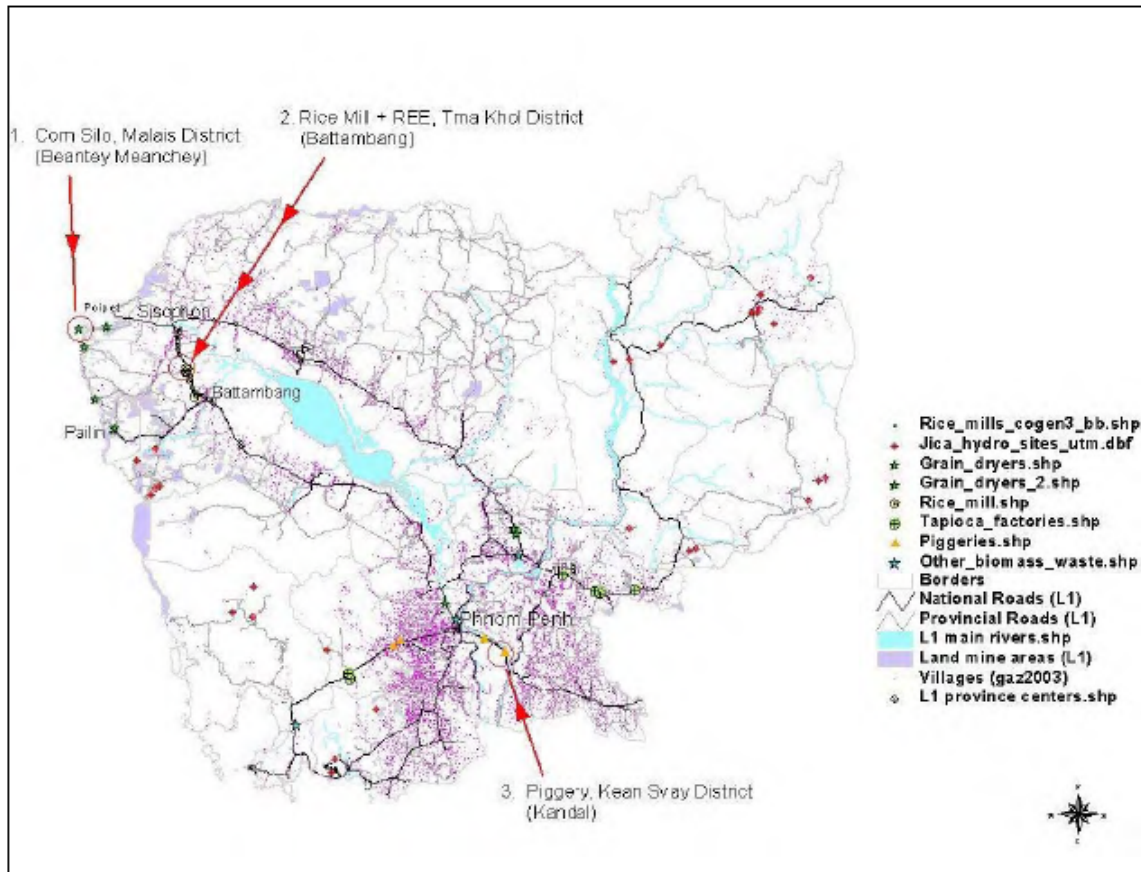 2. Rice Mill + REE, Tma Khol District
(Battambang)
1. Corn Silo, Malais District
(Beantey Meanchey)
Poipet
Sisophon
Battambang
Pailin
Phnom Penh
3. Piggery, Kean Svay District
(Kandal)
Rice_mills_cogen3_bb.shp
Jica_hydro_sites_utm.dbf
Grain_dryers.shp
Grain_dryers_2.shp
Rice_mill.shp
Tapioca_factories.shp
Piggeries.shp
Other_biomass_waste.shp
Borders
National Roads (L1)
Provincial Roads (L1)
L1 main rivers.shp
Land mine areas (L1)
Villages (gaz2003)
L1 province centers.shp